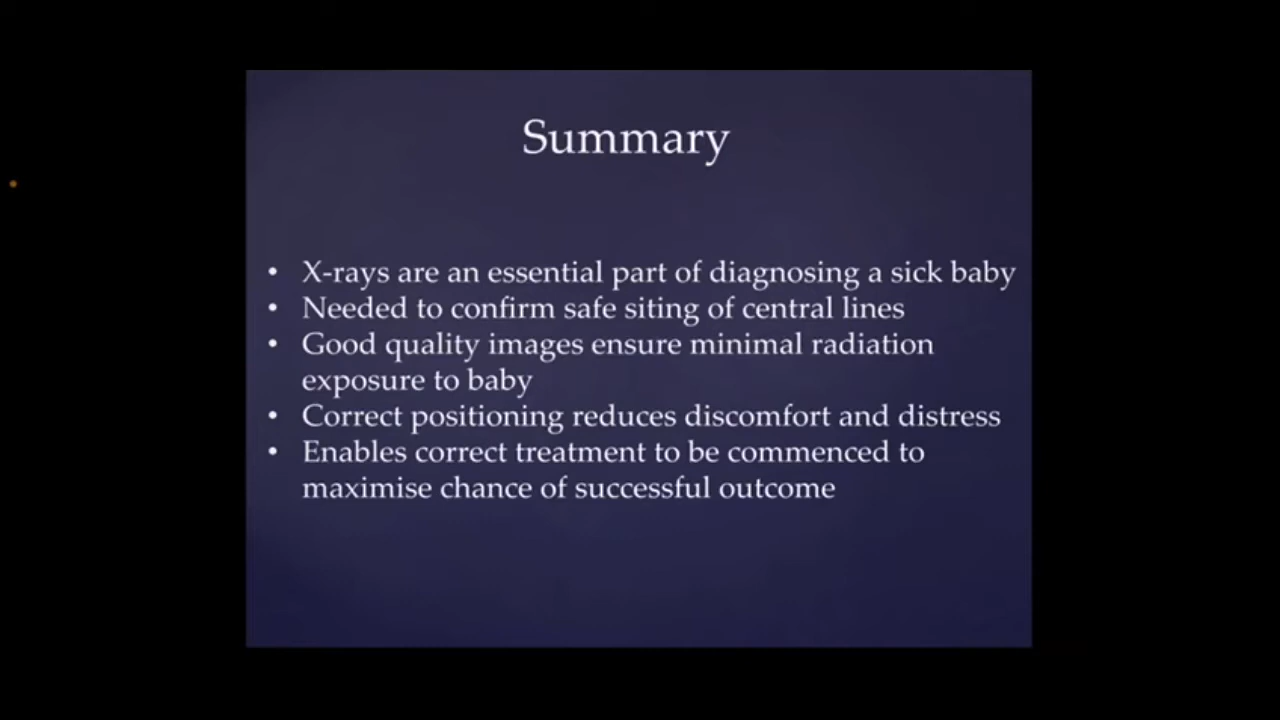 Summary
• X-rays are an essential part of diagnosing a sick baby
• Needed to confirm safe siting of central lines
• Good quality images ensure minimal radiation
exposure to baby
• Correct positioning reduces discomfort and distress
• Enables correct treatment to be commenced to
maximise chance of successful outcome